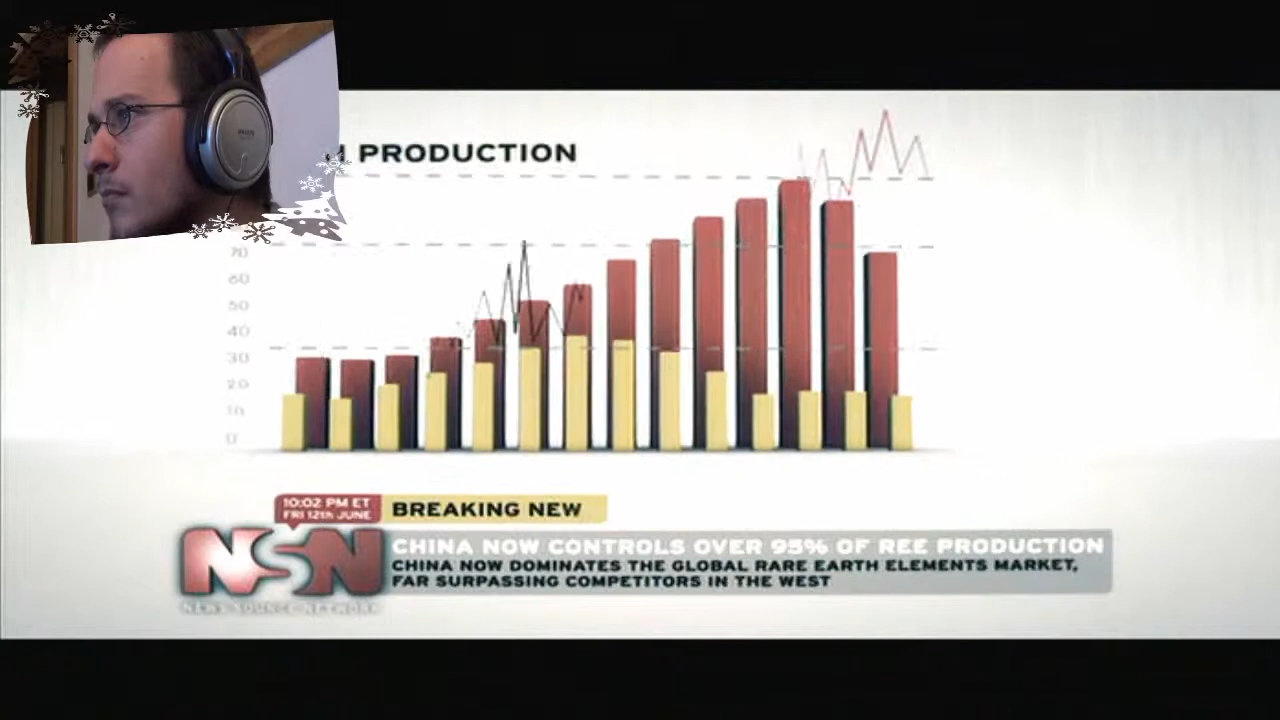 PRODUCTION
70
60
50
40
30
20
10
0
10:02 PM ET
FRI 12th JUNE
BREAKING NEW
NSN
NEWS SOURCE NETWORK
CHINA NOW CONTROLS OVER 95% OF REE PRODUCTION
CHINA NOW DOMINATES THE GLOBAL RARE EARTH ELEMENTS MARKET,
FAR SURPASSING COMPETITORS IN THE WEST
PHILIPS